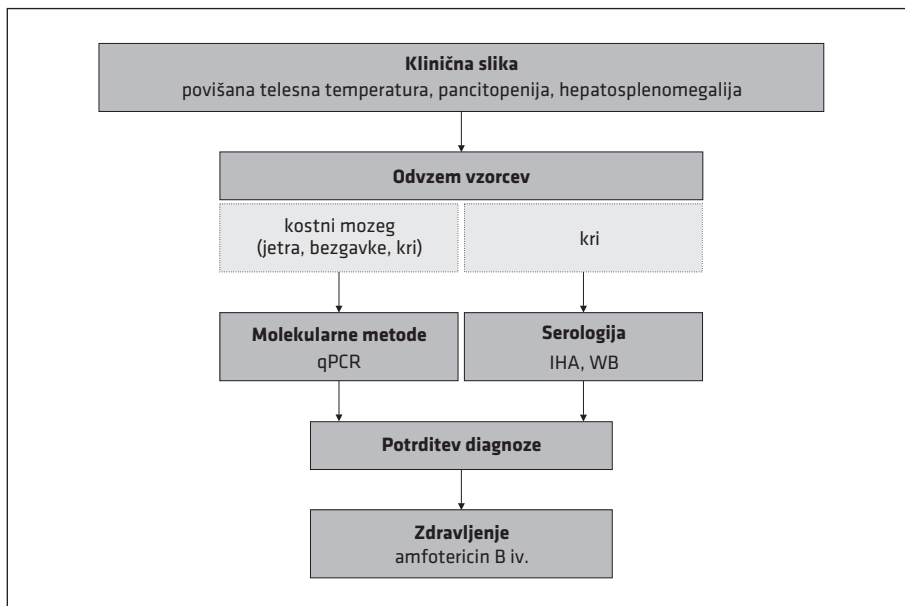 Klinična slika
povišana telesna temperatura, pancitopenija, hepatosplenomegalija
Odvzem vzorcev
kostni mozeg
(jetra, bezgavke, kri)
kri
Molekularne metode
qPCR
Serologija
IHA, WB
Potrditev diagnoze
Zdravljenje
amfotericin B iv.